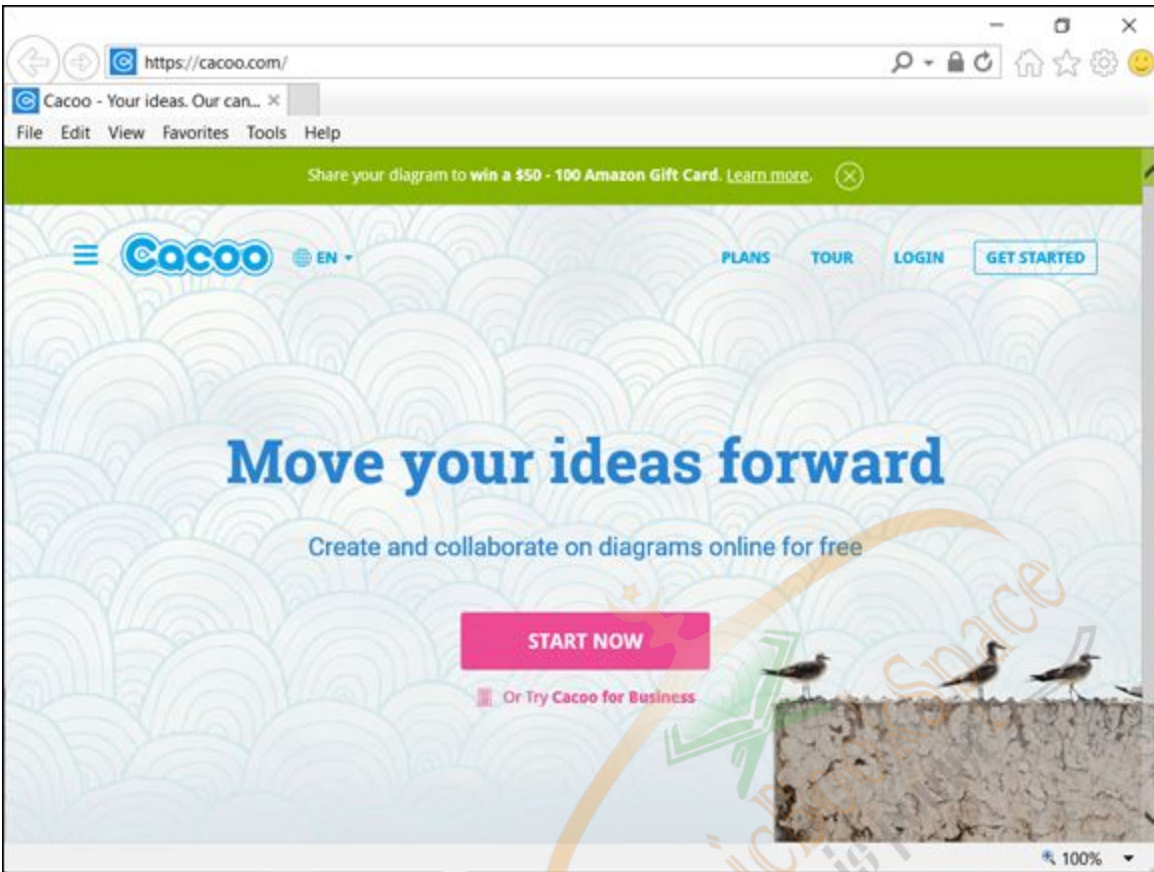 https://cacoo.com/
Cacoo - Your ideas. Our can...
File Edit View Favorites Tools Help
Share your diagram to win a $50 - 100 Amazon Gift Card. Learn more.
Cacoo EN PLANS TOUR LOGIN GET STARTED
Move your ideas forward
Create and collaborate on diagrams online for free
START NOW
Or Try Cacoo for Business
Space
is
100%